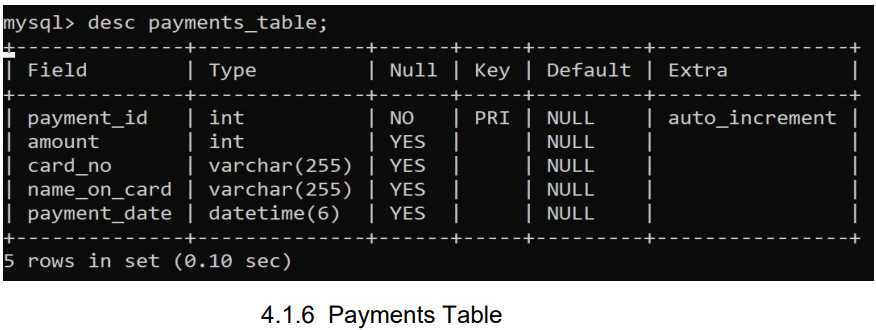 mysql> desc payments_table;
+---------------+--------------+------+-----+---------+----------------+
| Field | Type | Null | Key | Default | Extra |
+---------------+--------------+------+-----+---------+----------------+
| payment_id | int | NO | PRI | NULL | auto_increment |
| amount | int | YES | | NULL | |
| card_no | varchar(255) | YES | | NULL | |
| name_on_card | varchar(255) | YES | | NULL | |
| payment_date | datetime(6) | YES | | NULL | |
+---------------+--------------+------+-----+---------+----------------+
5 rows in set (0.10 sec)
4.1.6 Payments Table